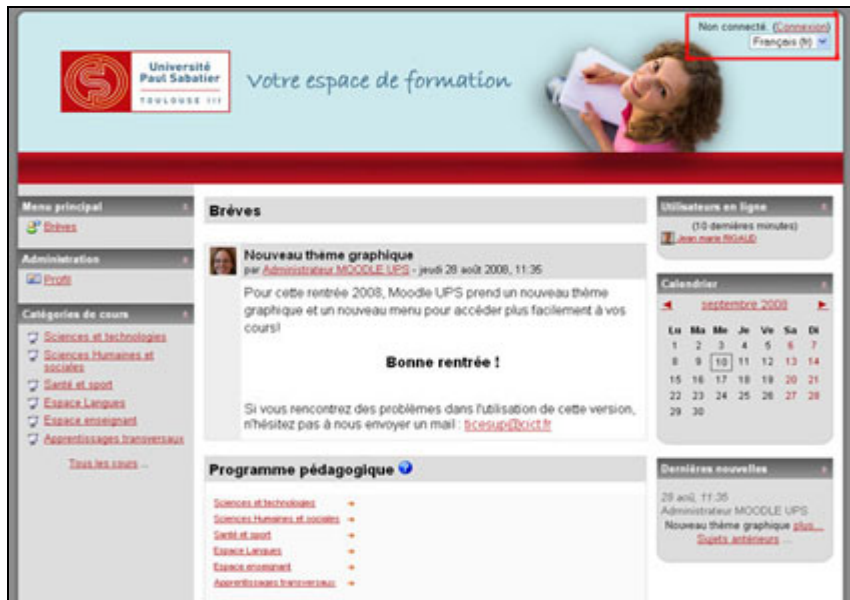 Non connecté. (Connexion)
Français (fr)
Université
Paul Sabatier
TOULOUSE III
Votre espace de formation
Menu principal
Brèves
Administration
Profil
Catégories de cours
Sciences et technologies
Sciences Humaines et
sociales
Santé et sport
Espace Langues
Espace enseignant
Apprentissages transversaux
Tous les cours ...
Brèves
Nouveau thème graphique
par Administrateur MOODLE UPS - jeudi 28 août 2008, 11:35
Pour cette rentrée 2008, Moodle UPS prend un nouveau thème
graphique et un nouveau menu pour accéder plus facilement à vos
cours!
Bonne rentrée !
Si vous rencontrez des problèmes dans l'utilisation de cette version,
n'hésitez pas à nous envoyer un mail : ticesup@cict.fr
Programme pédagogique
Sciences et technologies
Sciences Humaines et sociales
Santé et sport
Espace Langues
Espace enseignant
Apprentissages transversaux
Utilisateurs en ligne
(10 dernières minutes)
Jean marie RIGAUD
Calendrier
septembre 2008
Lu Ma Me Je Ve Sa Di
1 2 3 4 5 6 7
8 9 10 11 12 13 14
15 16 17 18 19 20 21
22 23 24 25 26 27 28
29 30
Dernières nouvelles
28 aoû, 11:35
Administrateur MOODLE UPS
Nouveau thème graphique plus...
Sujets antérieurs ...